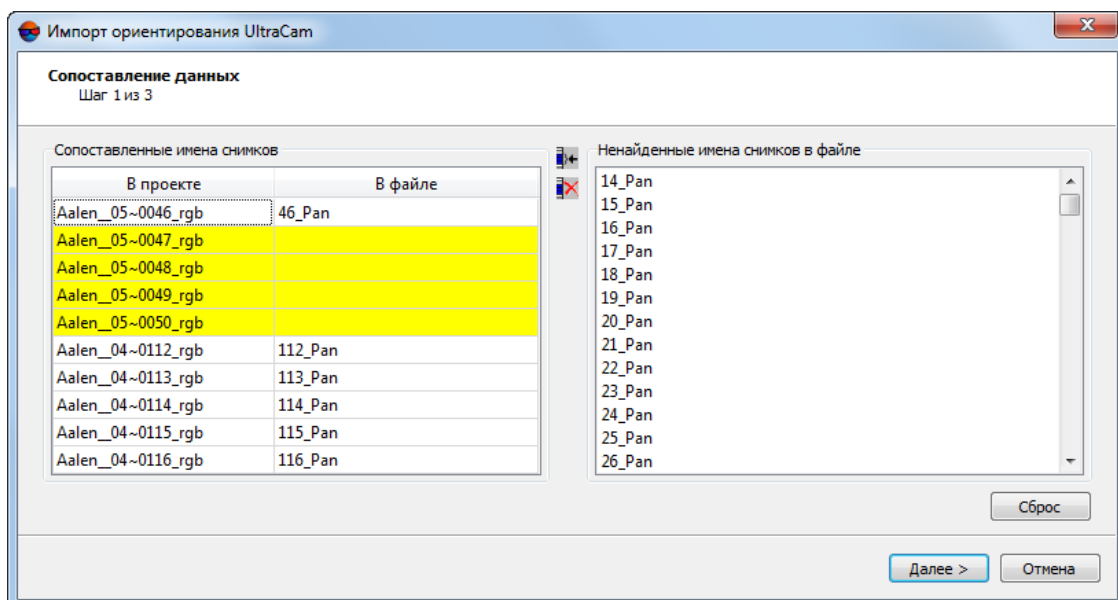 Импорт ориентирования UltraCam
Сопоставление данных
Шаг 1 из 3
Сопоставленные имена снимков
В проекте В файле
Aalen__05~0046_rgb 46_Pan
Aalen__05~0047_rgb
Aalen__05~0048_rgb
Aalen__05~0049_rgb
Aalen__05~0050_rgb
Aalen__04~0112_rgb 112_Pan
Aalen__04~0113_rgb 113_Pan
Aalen__04~0114_rgb 114_Pan
Aalen__04~0115_rgb 115_Pan
Aalen__04~0116_rgb 116_Pan
Ненайденные имена снимков в файле
14_Pan
15_Pan
16_Pan
17_Pan
18_Pan
19_Pan
20_Pan
21_Pan
22_Pan
23_Pan
24_Pan
25_Pan
26_Pan
Сброс
Далее > Отмена